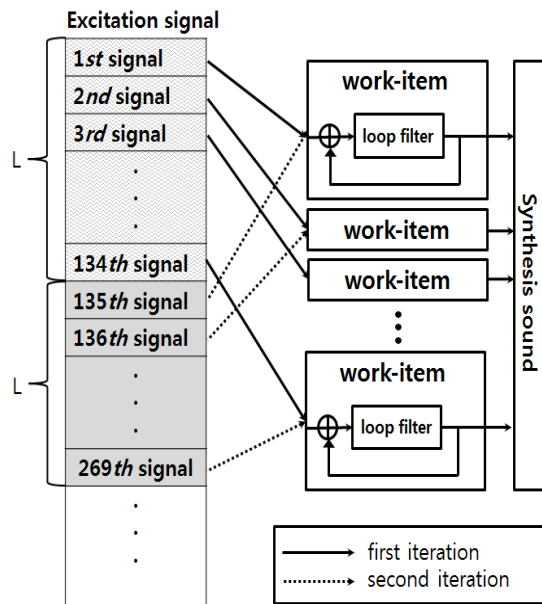 Excitation signal
1st signal
2nd signal
3rd signal
134th signal
135th signal
136th signal
269th signal
L
L
work-item
loop filter
work-item
work-item
work-item
loop filter
Synthesis sound
first iteration
second iteration